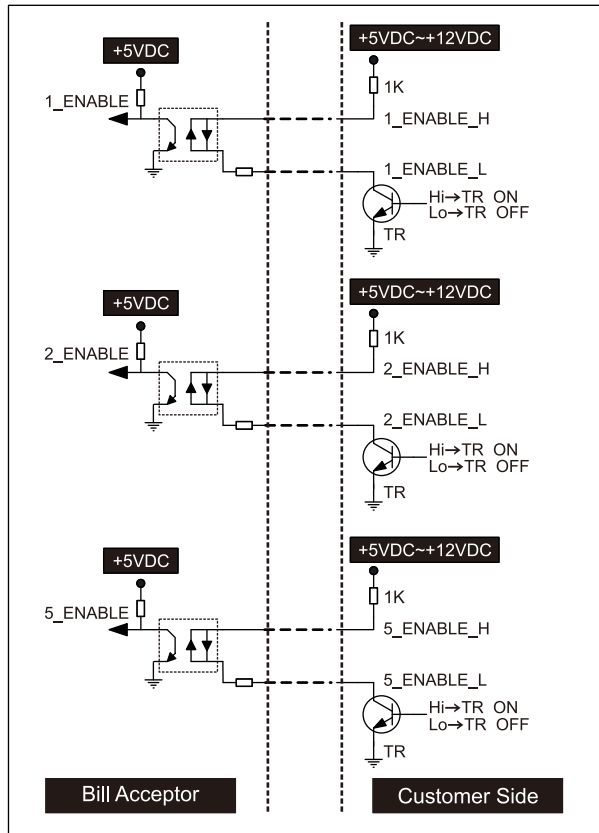 +5VDC
+5VDC~+12VDC
1K
1_ENABLE
1_ENABLE_H
1_ENABLE_L
Hi→TR ON
Lo→TR OFF
TR
+5VDC
+5VDC~+12VDC
1K
2_ENABLE
2_ENABLE_H
2_ENABLE_L
Hi→TR ON
Lo→TR OFF
TR
+5VDC
+5VDC~+12VDC
1K
5_ENABLE
5_ENABLE_H
5_ENABLE_L
Hi→TR ON
Lo→TR OFF
TR
Bill Acceptor
Customer Side